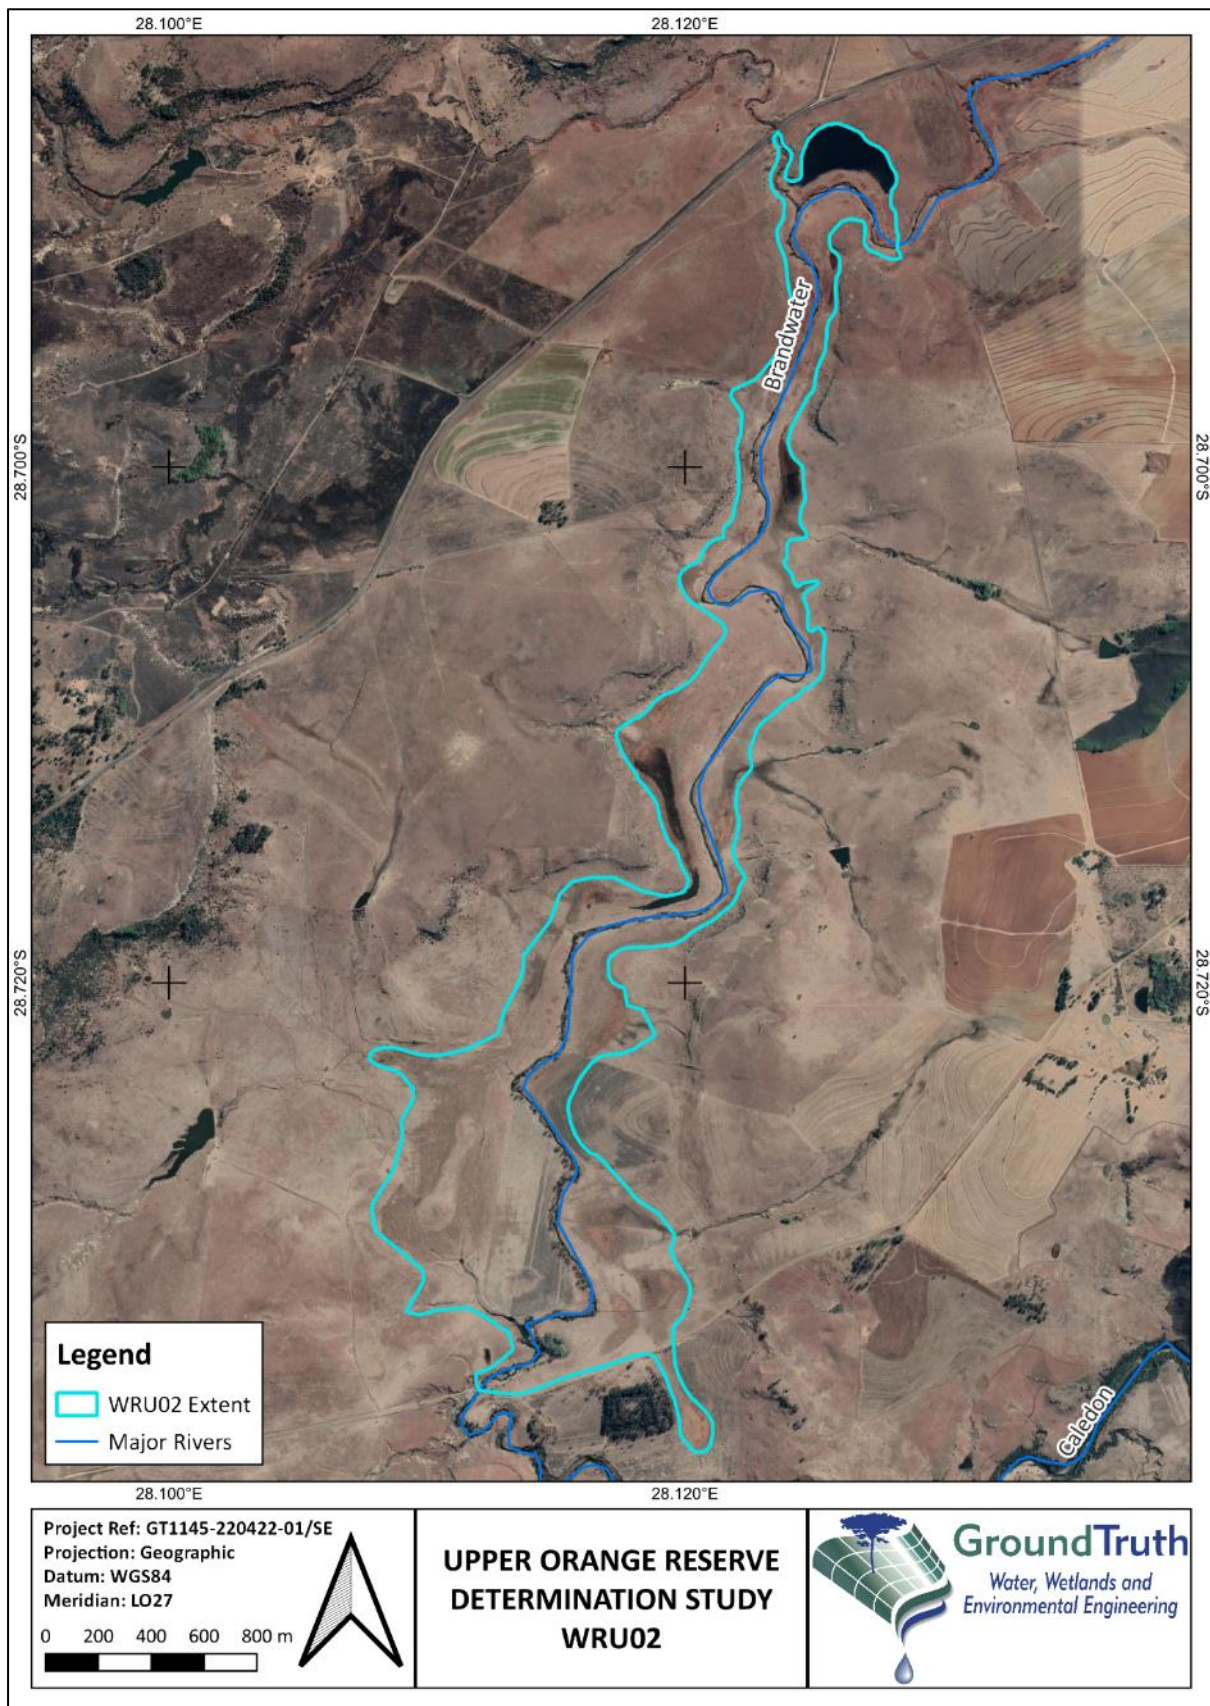 28.100°E
28.120°E
Brandwater
28.700°S
28.700°S
28.720°S
28.720°S
Caledon
Legend
WRU02 Extent
Major Rivers
28.100°E
28.120°E
Project Ref: GT1145-220422-01/SE
Projection: Geographic
Datum: WGS84
Meridian: LO27
0 200 400 600 800 m
UPPER ORANGE RESERVE
DETERMINATION STUDY
WRU02
GroundTruth
Water, Wetlands and
Environmental Engineering